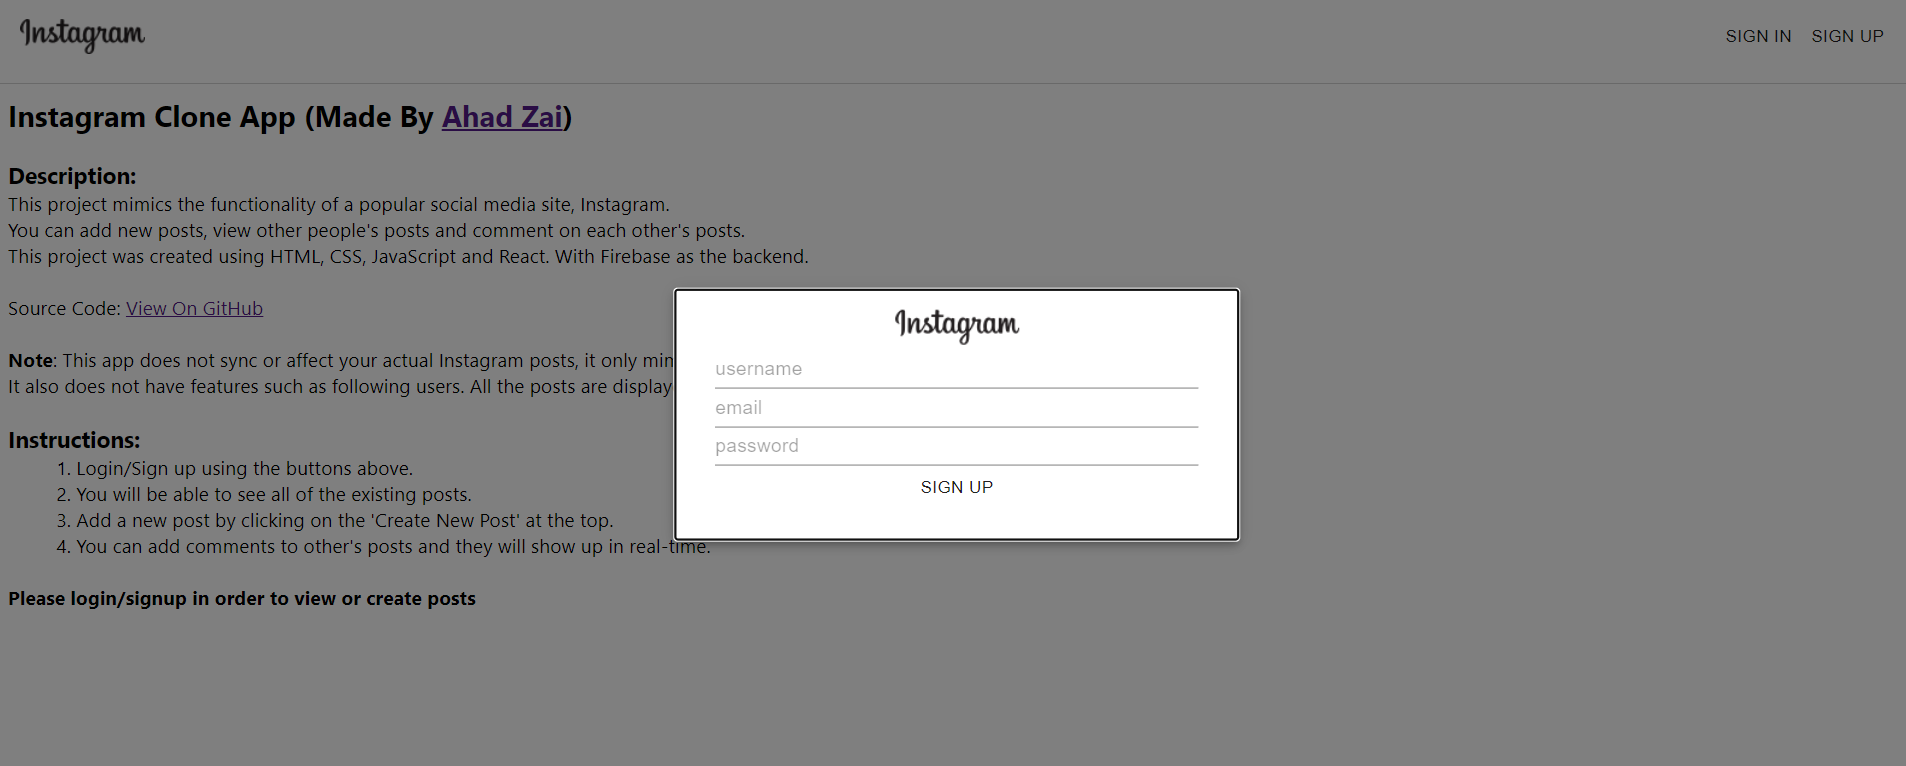 Instagram
SIGN IN SIGN UP
Instagram Clone App (Made By Ahad Zai)
Description:
This project mimics the functionality of a popular social media site, Instagram.
You can add new posts, view other people's posts and comment on each other's posts.
This project was created using HTML, CSS, JavaScript and React. With Firebase as the backend.
Source Code: View On GitHub
Note: This app does not sync or affect your actual Instagram posts, it only
It also does not have features such as following users. All the posts are
Instructions:
1. Login/Sign up using the buttons above.
2. You will be able to see all of the existing posts.
3. Add a new post by clicking on the 'Create New Post' at the top.
4. You can add comments to other's posts and they will show up in real-time.
Please login/signup in order to view or create posts
Instagram
username
email
password
SIGN UP